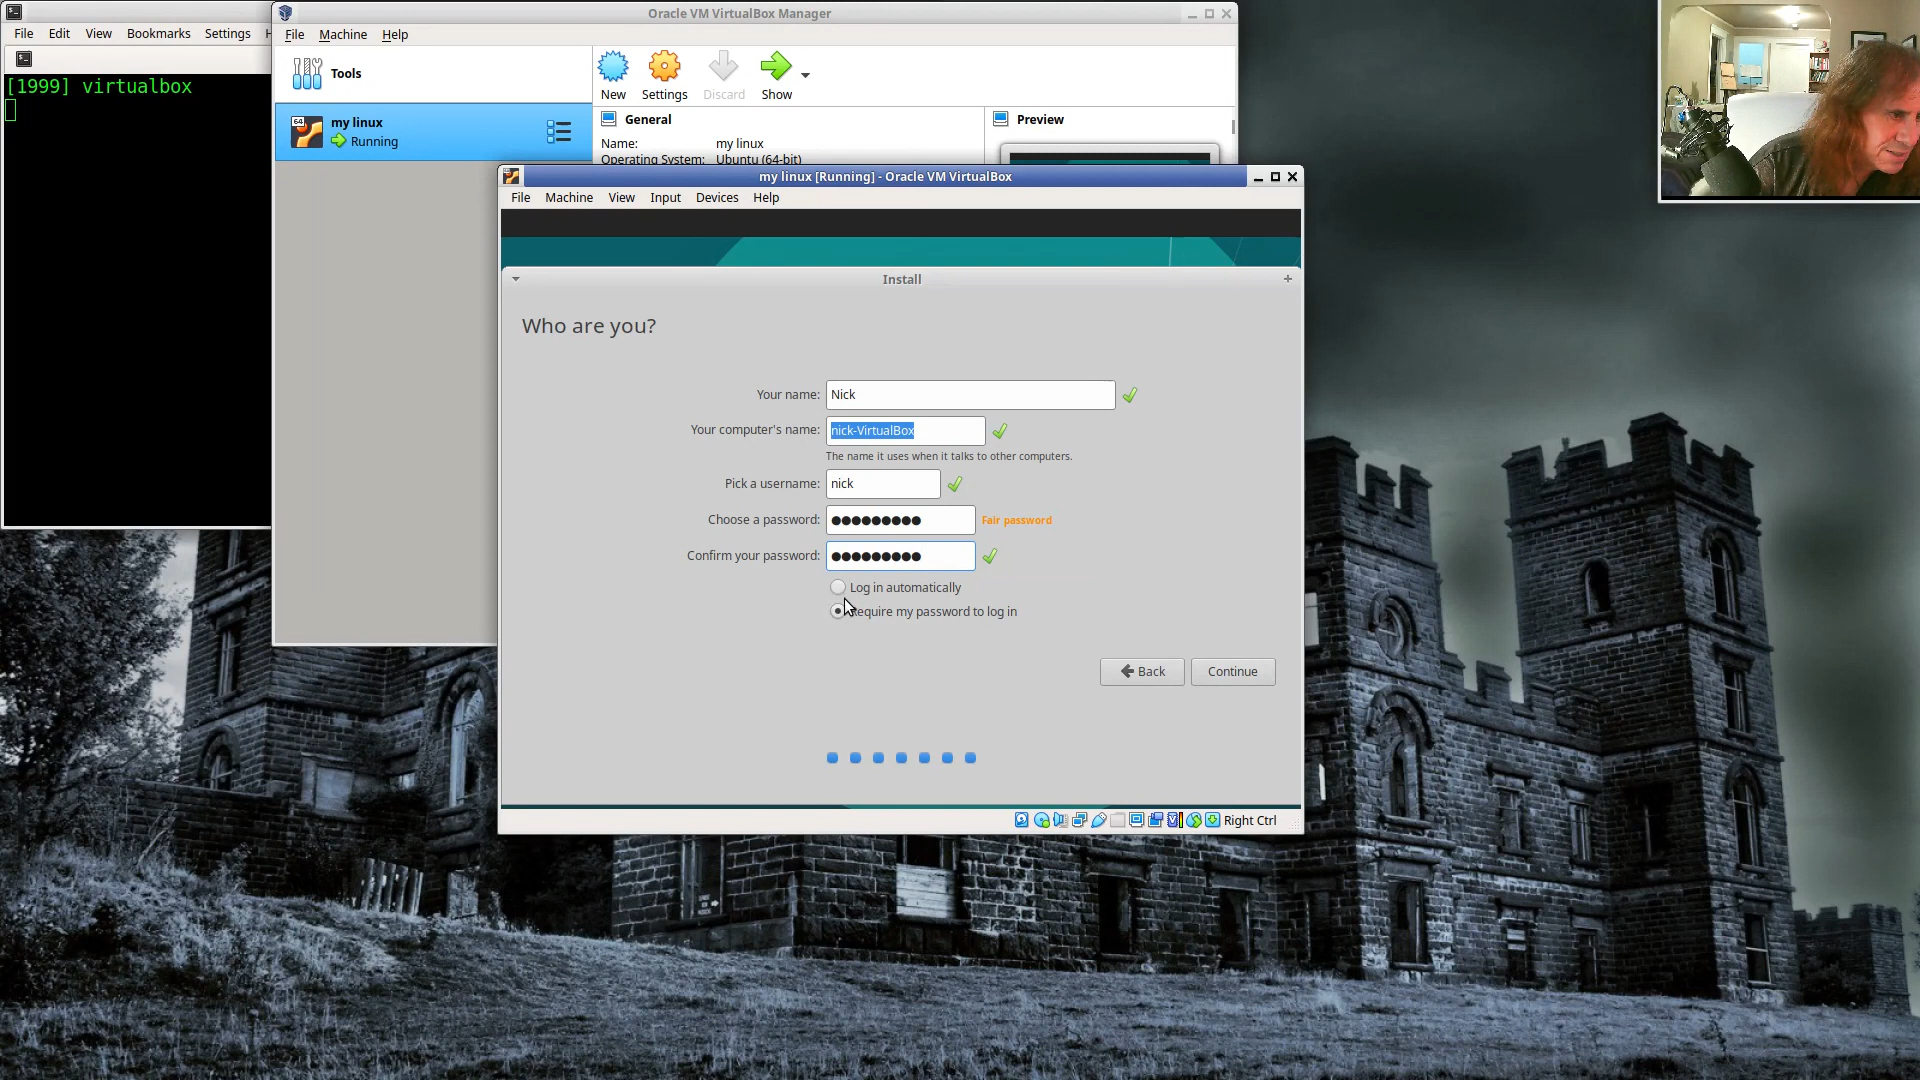 Oracle VM VirtualBox Manager
File Edit View Bookmarks Settings H
File Machine Help
Tools
New Settings Discard Show
[1999] virtualbox
64
my linux
Running
General
Preview
Name: my linux
Operating System: Ubuntu (64-bit)
my linux [Running] - Oracle VM VirtualBox
File Machine View Input Devices Help
Install
Who are you?
Your name: Nick
Your computer's name: nick-VirtualBox
The name it uses when it talks to other computers.
Pick a username: nick
Choose a password: ●●●●●●●●● Fair password
Confirm your password: ●●●●●●●●●
Log in automatically
equire my password to log in
Back Continue
Right Ctrl